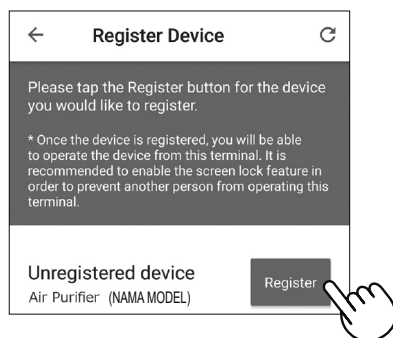 Register Device
Please tap the Register button for the device
you would like to register.
* Once the device is registered, you will be able
to operate the device from this terminal. It is
recommended to enable the screen lock feature in
order to prevent another person from operating this
terminal.
Unregistered device
Register
Air Purifier (NAMA MODEL)